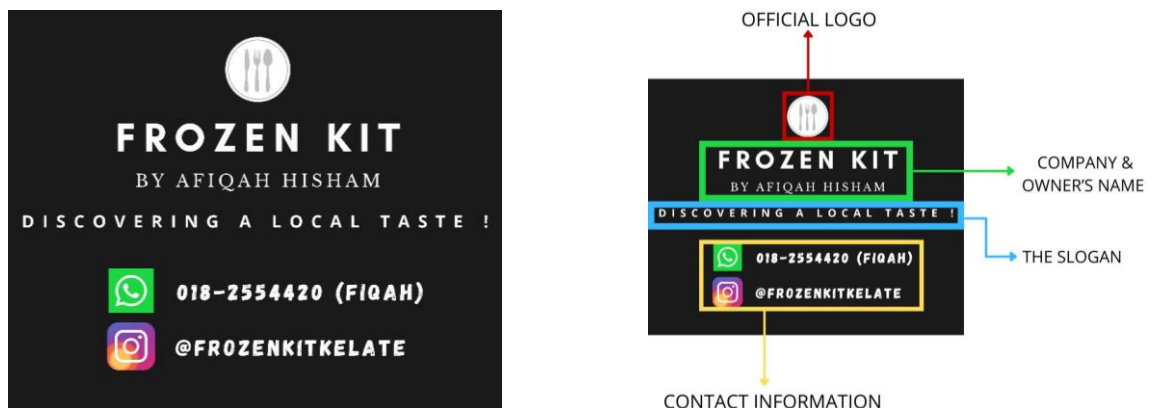 FROZEN KIT
BY AFIQAH HISHAM
DISCOVERING A LOCAL TASTE !
018-2554420 (FIQAH)
@FROZENKITKELATE
OFFICIAL LOGO
FROZEN KIT
BY AFIQAH HISHAM
DISCOVERING A LOCAL TASTE !
018-2554420 (FIQAH)
@FROZENKITKELATE
COMPANY &
OWNER'S NAME
THE SLOGAN
CONTACT INFORMATION